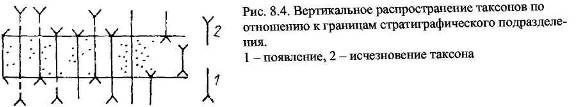 Рис. 8.4. Вертикальное распространение таксонов по
отношению к границам стратиграфического подразделе-
ния.
1 – появление, 2 – исчезновение таксона
2
1